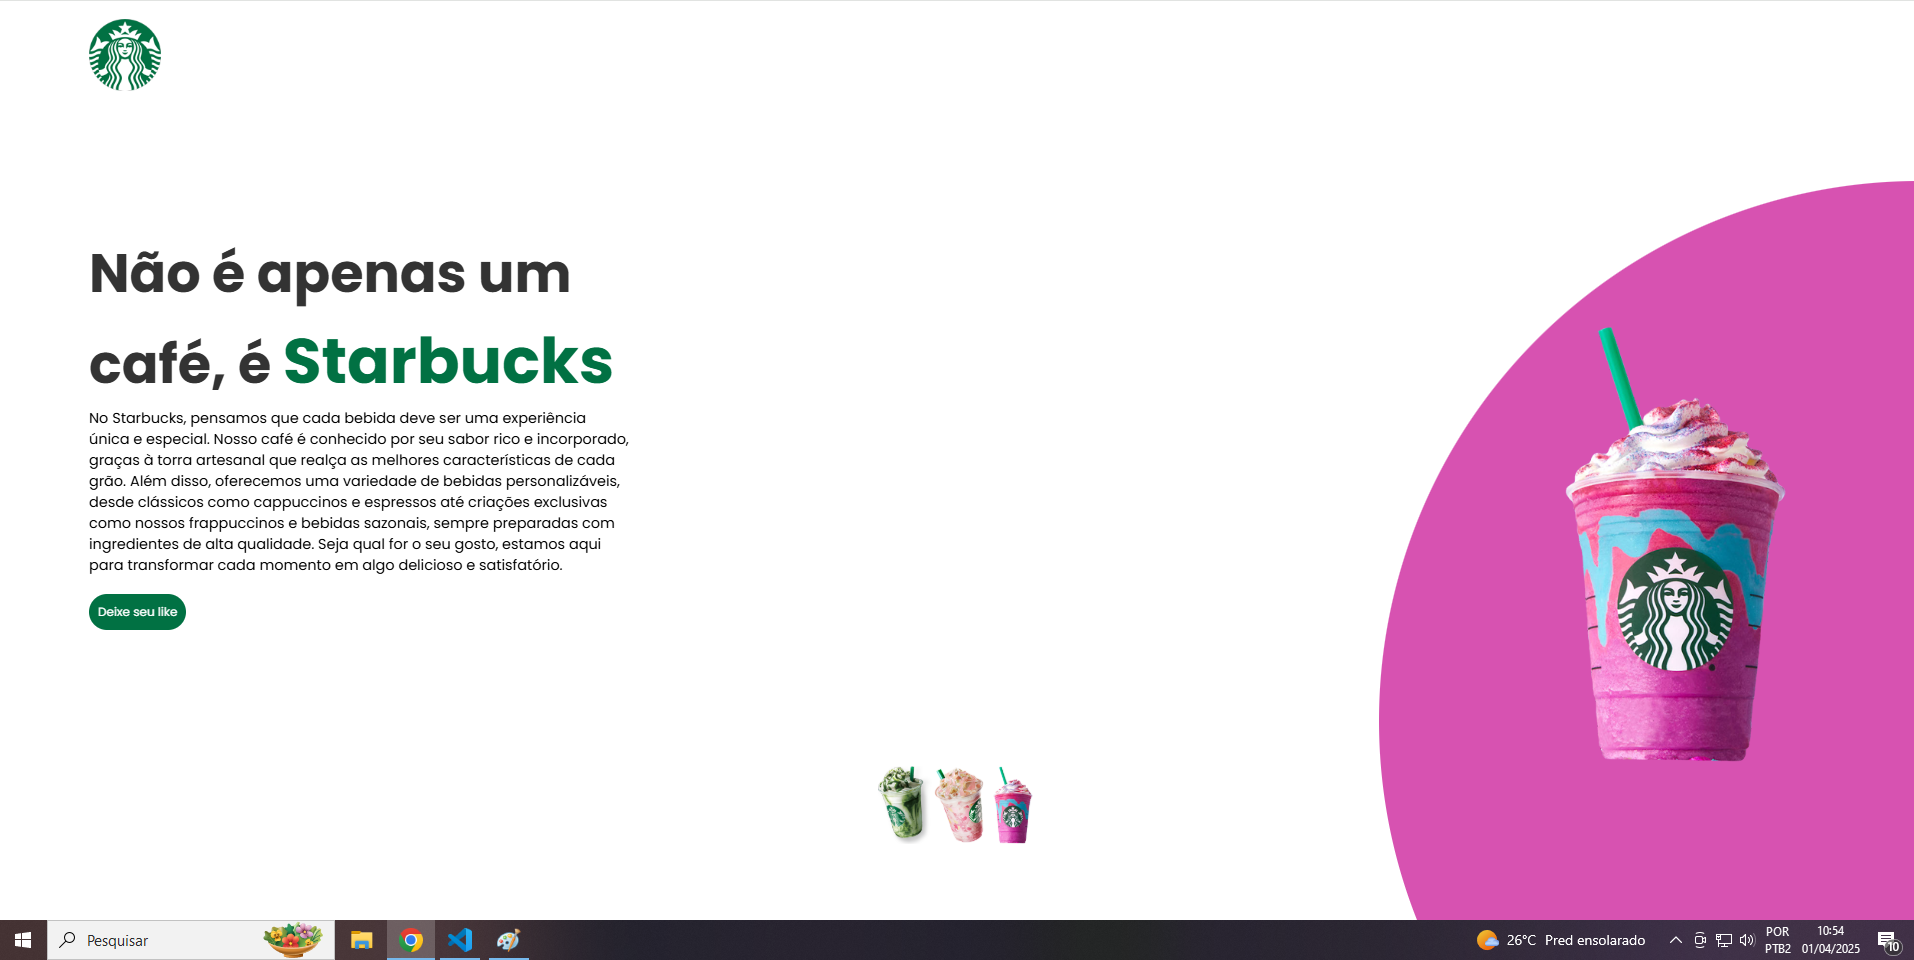 Não é apenas um
café, é Starbucks
No Starbucks, pensamos que cada bebida deve ser uma experiência
única e especial. Nosso café é conhecido por seu sabor rico e incorporado,
graças à torra artesanal que realça as melhores características de cada
grão. Além disso, oferecemos uma variedade de bebidas personalizáveis,
desde clássicos como cappuccinos e espressos até criações exclusivas
como nossos frappuccinos e bebidas sazonais, sempre preparadas com
ingredientes de alta qualidade. Seja qual for o seu gosto, estamos aqui
para transformar cada momento em algo delicioso e satisfatório.
Deixe seu like
Pesquisar
26°C Pred ensolarado
POR
PTB2
10:54
01/04/2025
10